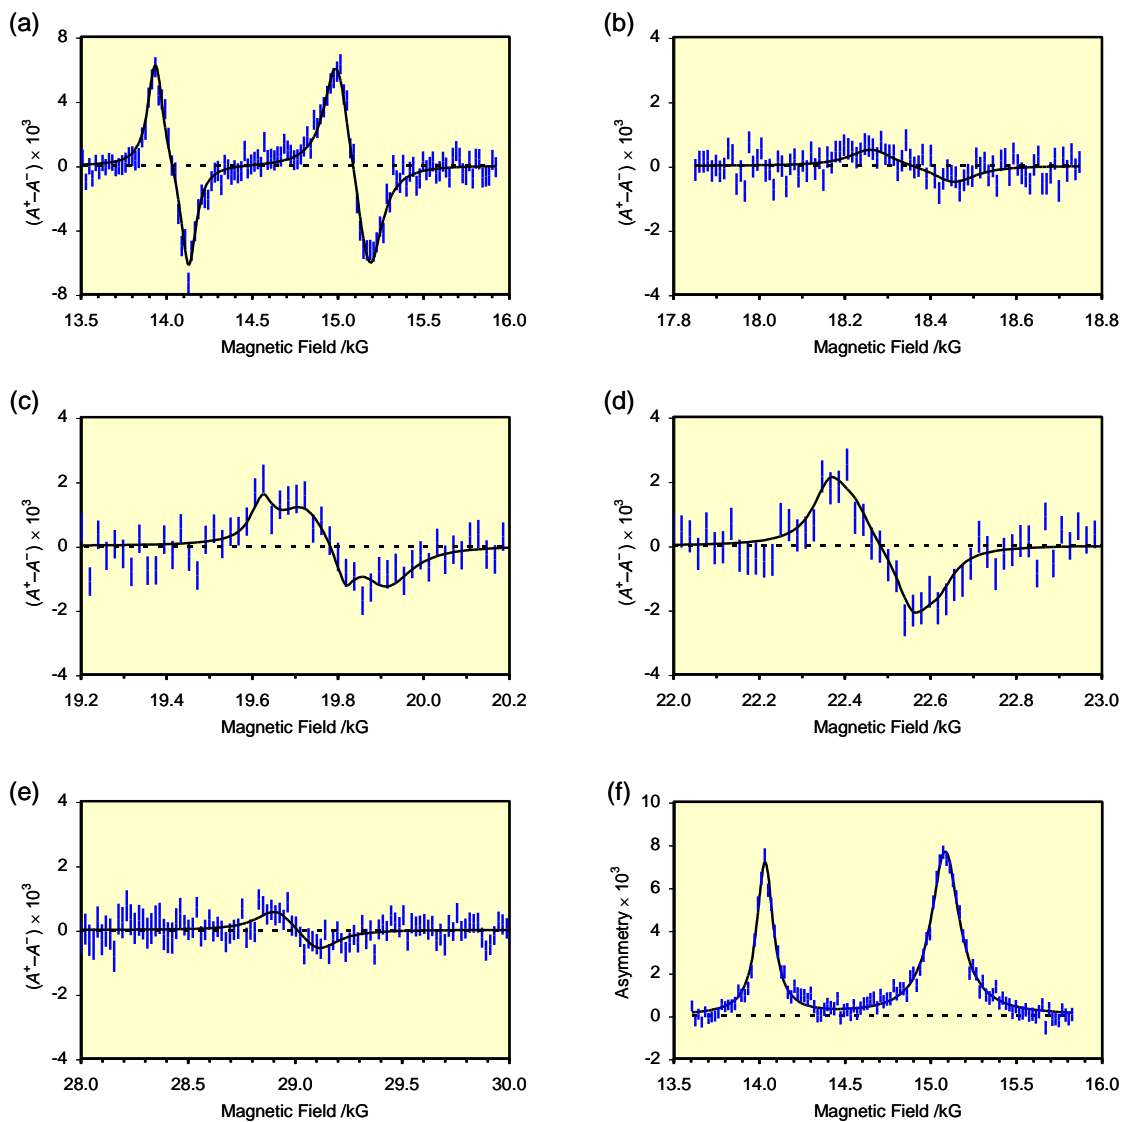 (a)
8
4
0
-4
-8
(A⁺–A⁻) × 10³
13.5 14.0 14.5 15.0 15.5 16.0
Magnetic Field /kG
(b)
4
2
0
-2
-4
(A⁺–A⁻) × 10³
17.8 18.0 18.2 18.4 18.6 18.8
Magnetic Field /kG
(c)
4
2
0
-2
-4
(A⁺–A⁻) × 10³
19.2 19.4 19.6 19.8 20.0 20.2
Magnetic Field /kG
(d)
4
2
0
-2
-4
(A⁺–A⁻) × 10³
22.0 22.2 22.4 22.6 22.8 23.0
Magnetic Field /kG
(e)
4
2
0
-2
-4
(A⁺–A⁻) × 10³
28.0 28.5 29.0 29.5 30.0
Magnetic Field /kG
(f)
10
8
6
4
2
0
-2
Asymmetry × 10³
13.5 14.0 14.5 15.0 15.5 16.0
Magnetic Field /kG